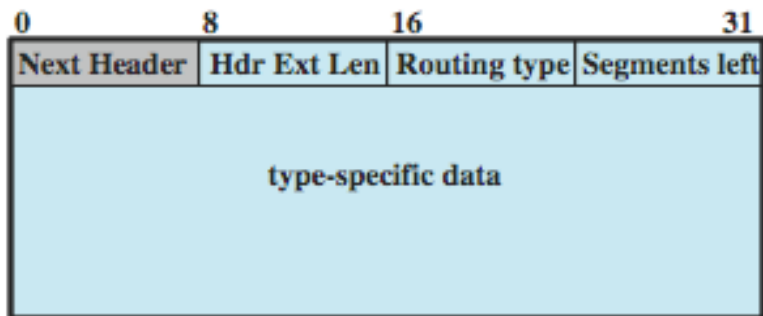 0 8 16 31
Next Header Hdr Ext Len Routing type Segments left
type-specific data